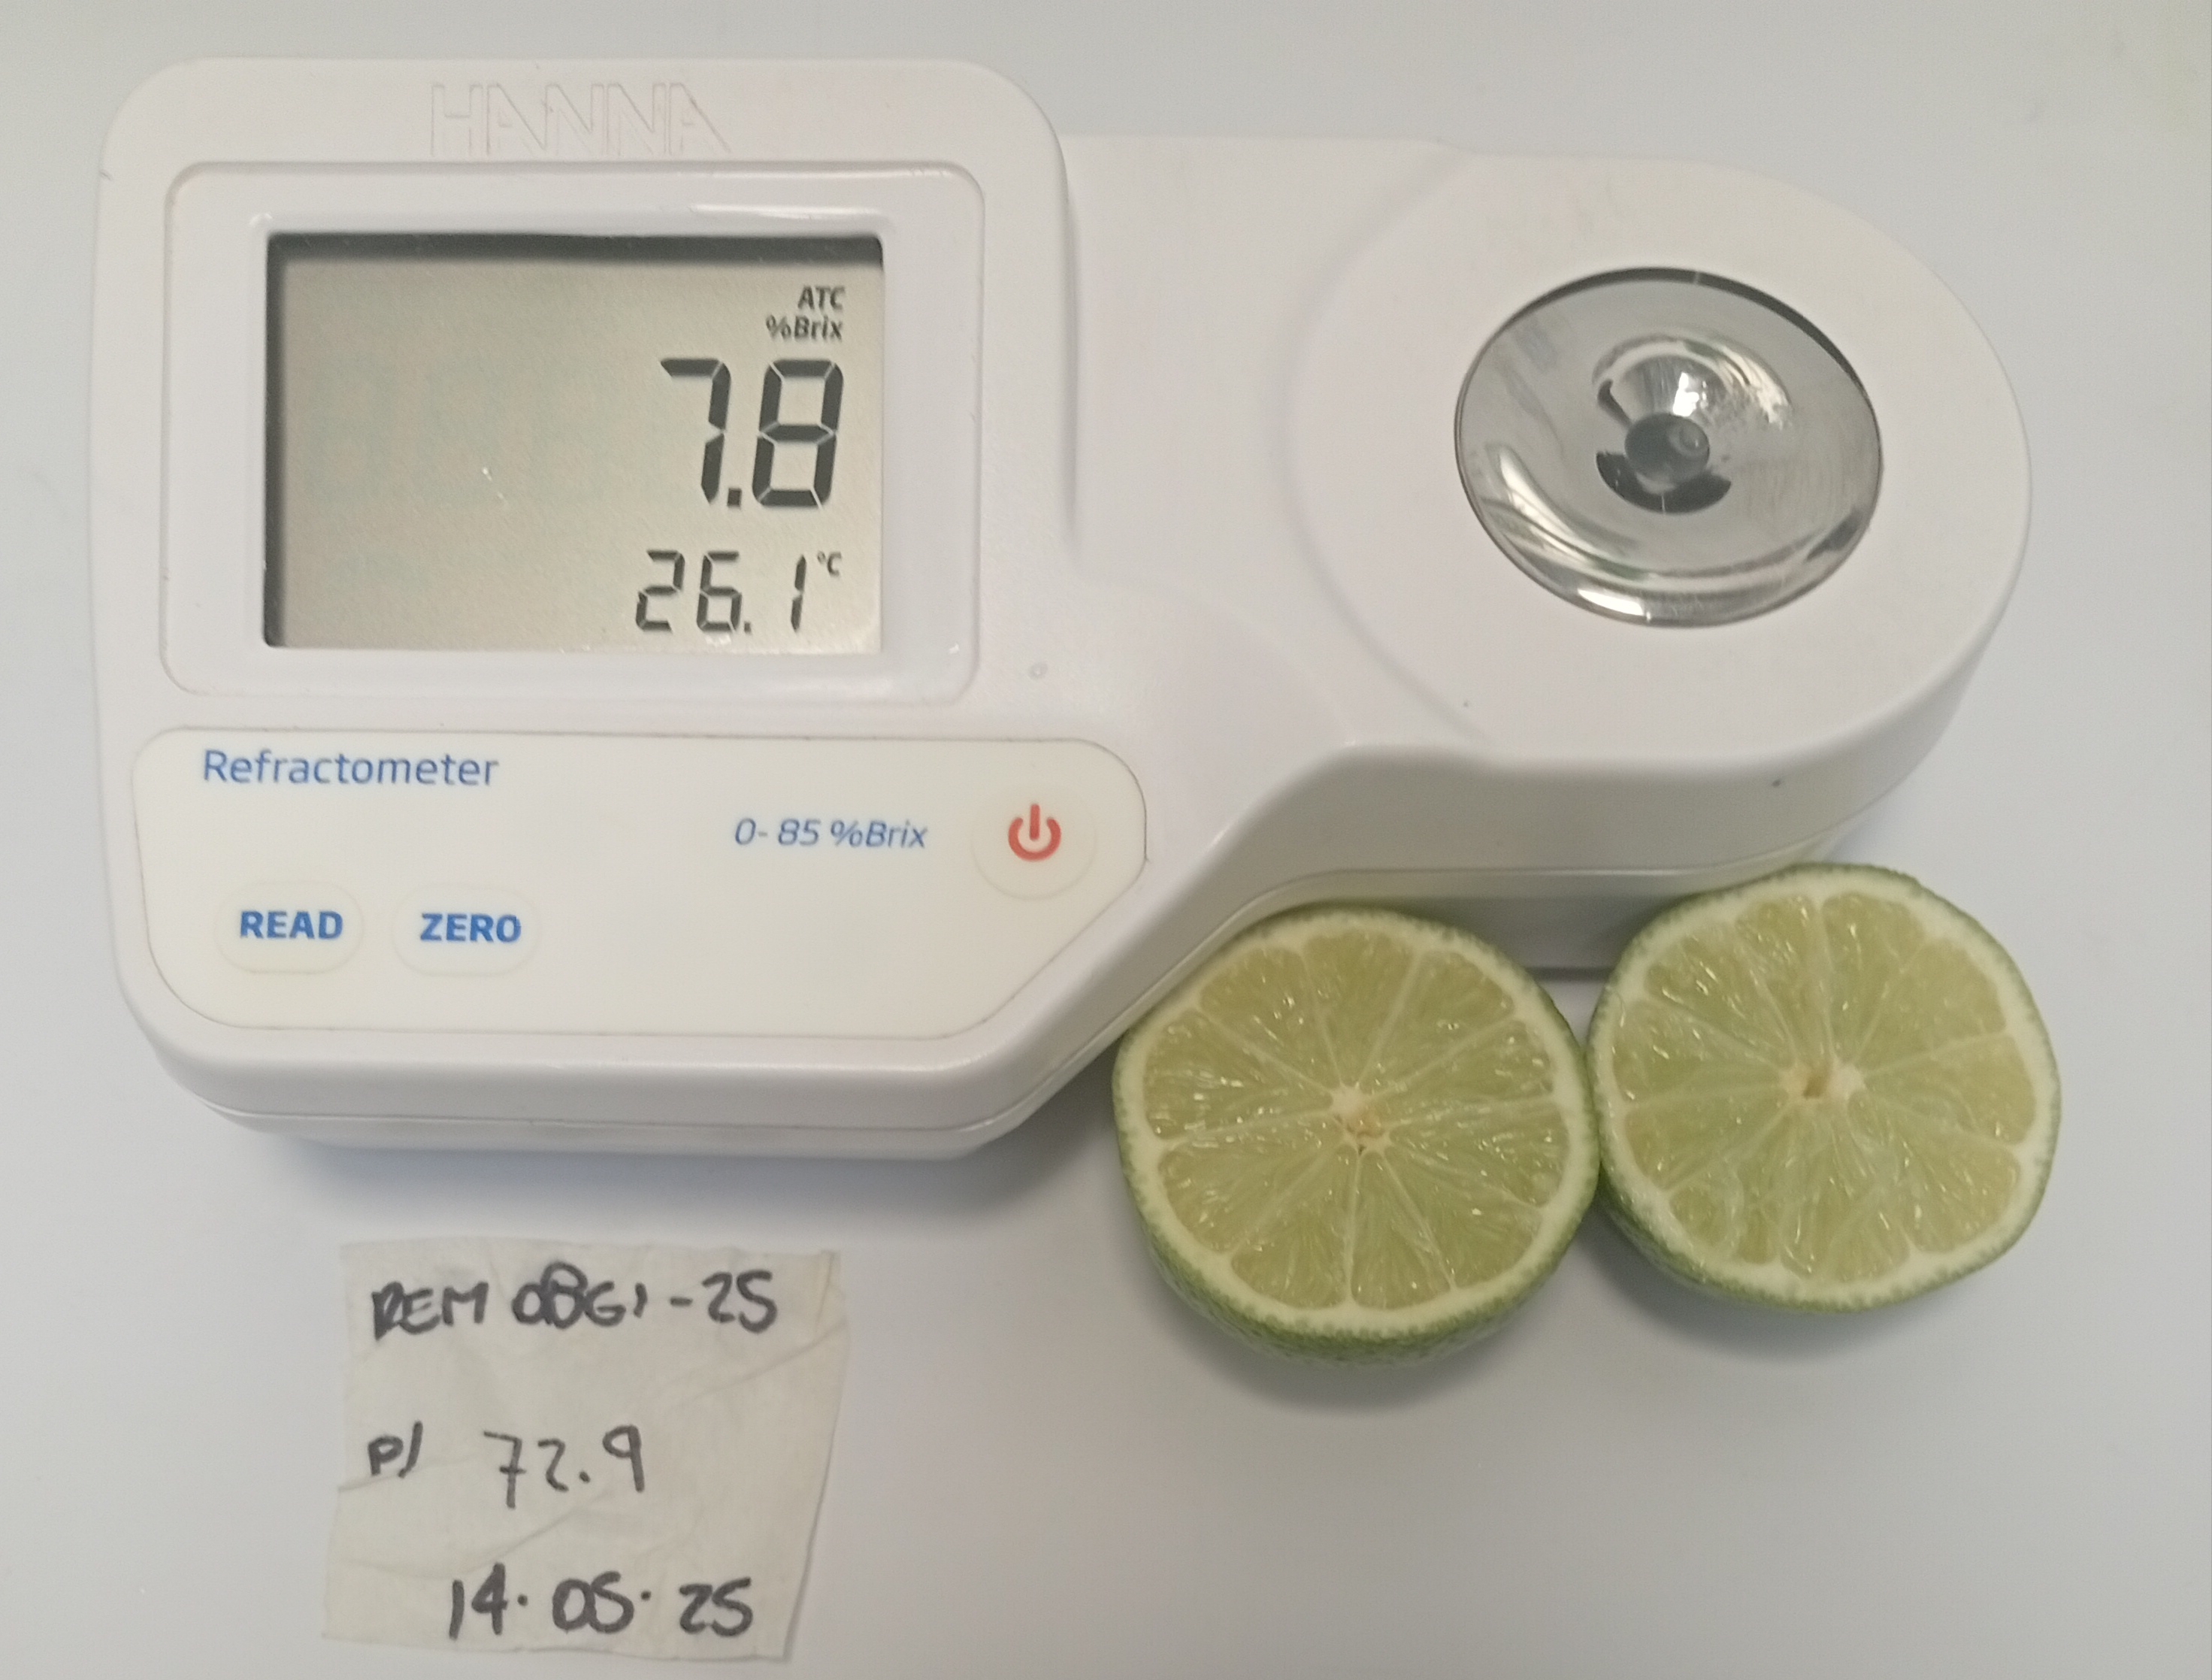 HANNA
ATC
%Brix
7.8
26.1 °C
Refractometer
0- 85 %Brix
READ ZERO
REM 0861-25
P/ 72.9
14.05.25